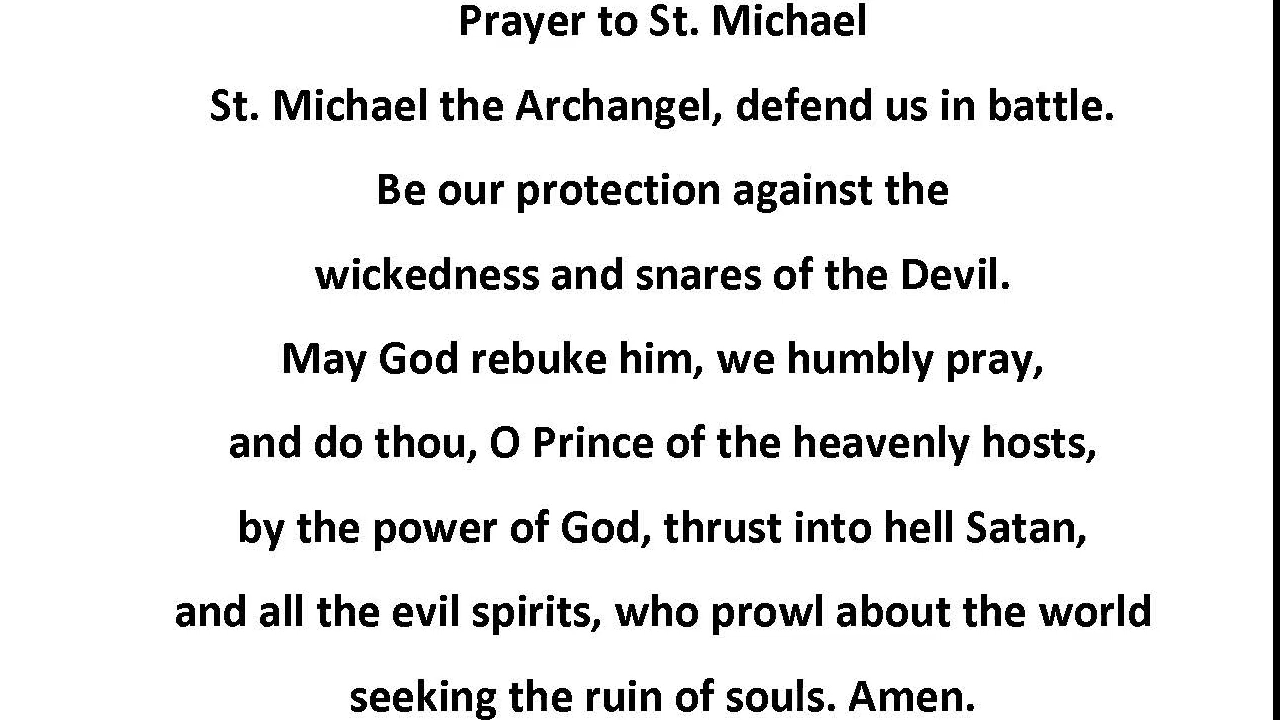 Prayer to St. Michael
St. Michael the Archangel, defend us in battle.
Be our protection against the
wickedness and snares of the Devil.
May God rebuke him, we humbly pray,
and do thou, O Prince of the heavenly hosts,
by the power of God, thrust into hell Satan,
and all the evil spirits, who prowl about the world
seeking the ruin of souls. Amen.